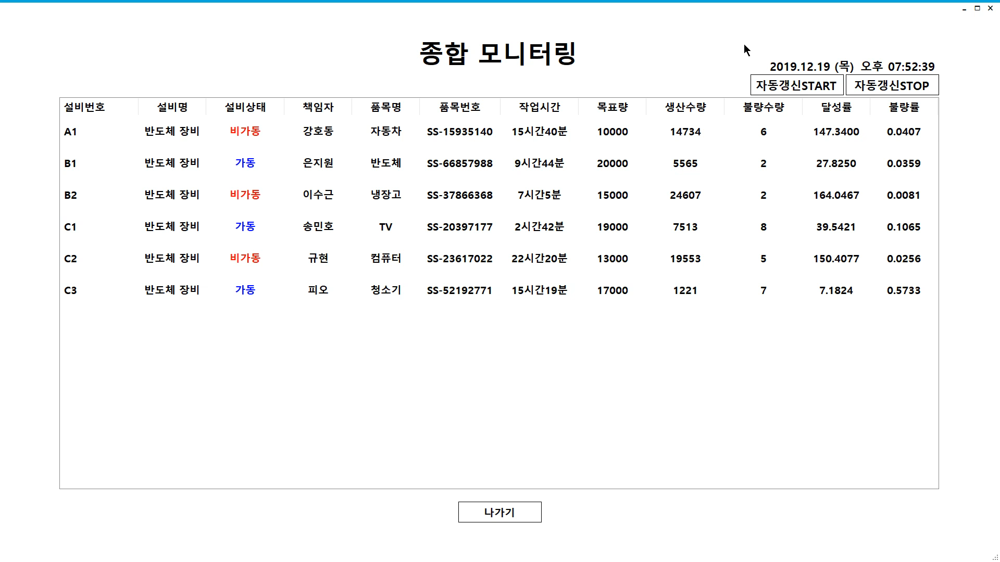 종합 모니터링
2019.12.19 (목) 오후 07:52:39
자동갱신START 자동갱신STOP
설비번호 설비명 설비상태 책임자 품목명 품목번호 작업시간 목표량 생산수량 불량수량 달성률 불량률
A1 반도체 장비 비가동 강호동 자동차 SS-15935140 15시간40분 10000 14734 6 147.3400 0.0407
B1 반도체 장비 가동 은지원 반도체 SS-66857988 9시간44분 20000 5565 2 27.8250 0.0359
B2 반도체 장비 비가동 이수근 냉장고 SS-37866368 7시간5분 15000 24607 2 164.0467 0.0081
C1 반도체 장비 가동 송민호 TV SS-20397177 2시간42분 19000 7513 8 39.5421 0.1065
C2 반도체 장비 비가동 규현 컴퓨터 SS-23617022 22시간20분 13000 19553 5 150.4077 0.0256
C3 반도체 장비 가동 피오 청소기 SS-52192771 15시간19분 17000 1221 7 7.1824 0.5733
나가기